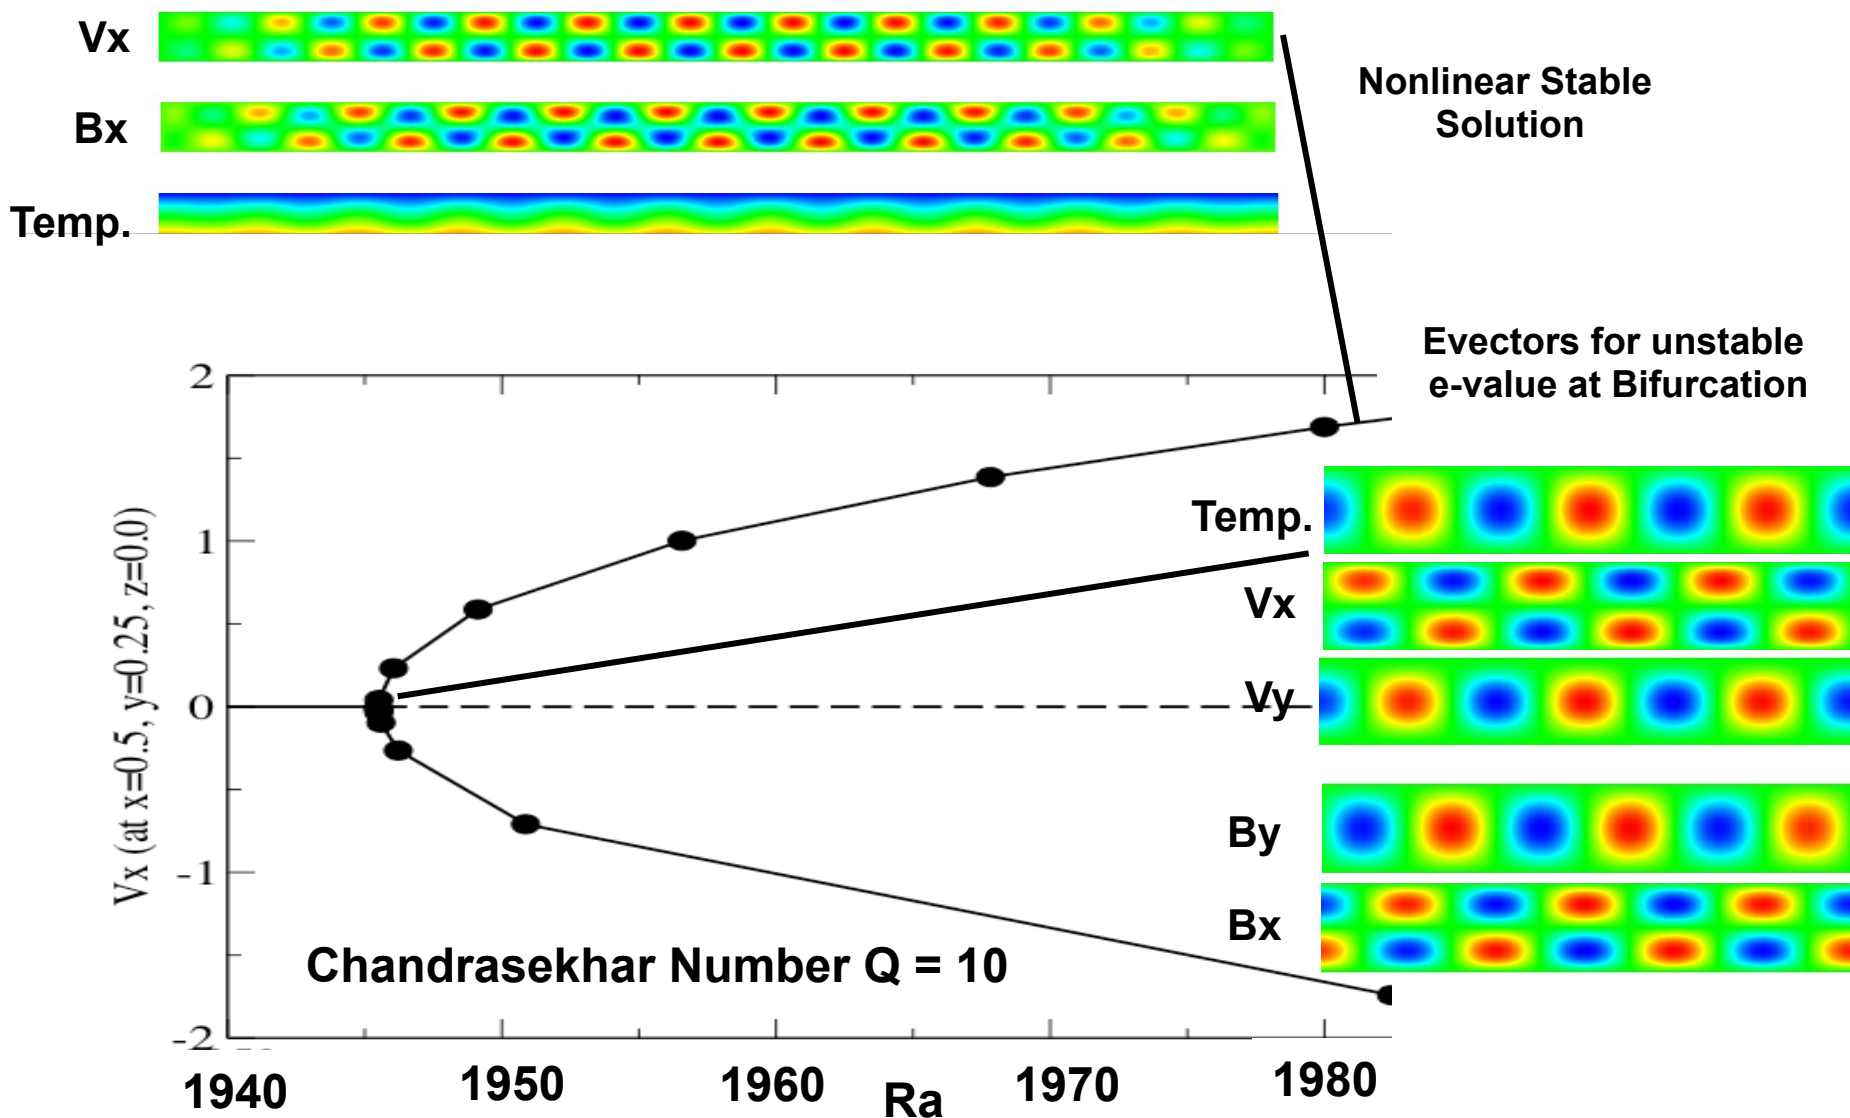 Vx
Bx
Temp.
Nonlinear Stable
Solution
Evectors for unstable
e-value at Bifurcation
Temp.
Vx
Vy
By
Bx
Vx (at x=0.5, y=0.25, z=0.0)
2
1
0
-1
-2
Chandrasekhar Number Q = 10
1940
1950
1960
1970
1980
Ra